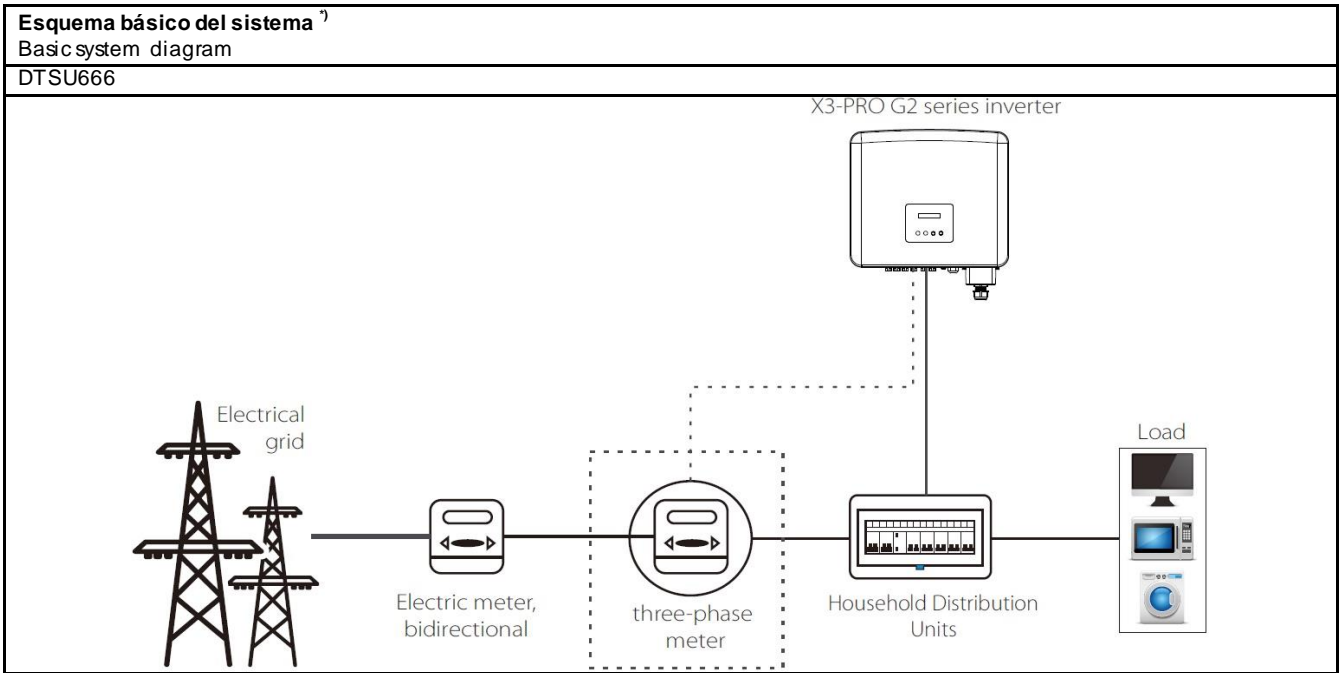 Esquema básico del sistema *)
Basic system diagram
DTSU666
X3-PRO G2 series inverter
Electrical
grid
Load
Electric meter,
bidirectional
three-phase
meter
Household Distribution
Units